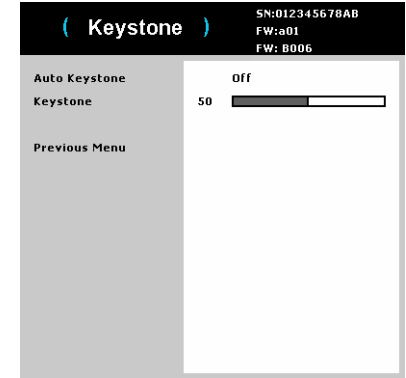 ( Keystone )
SN:012345678AB
FW:a01
FW: B006
Auto Keystone Off
Keystone 50
Previous Menu